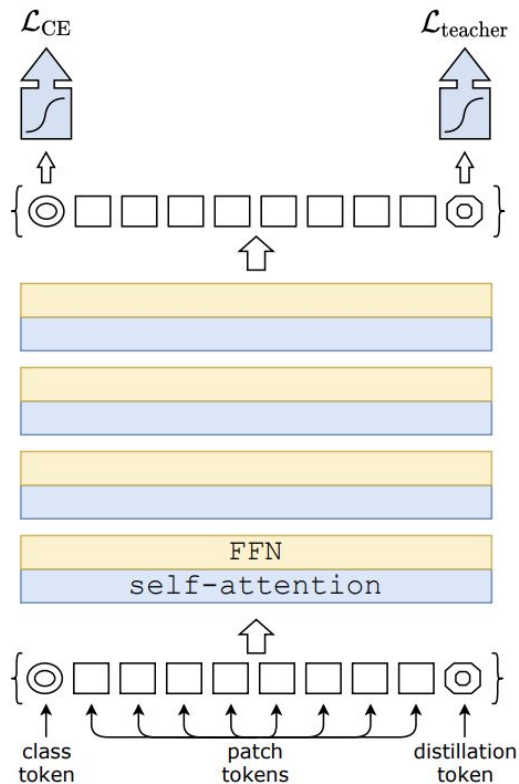 ℒCE
ℒteacher
FFN
self-attention
class
token
patch
tokens
distillation
token